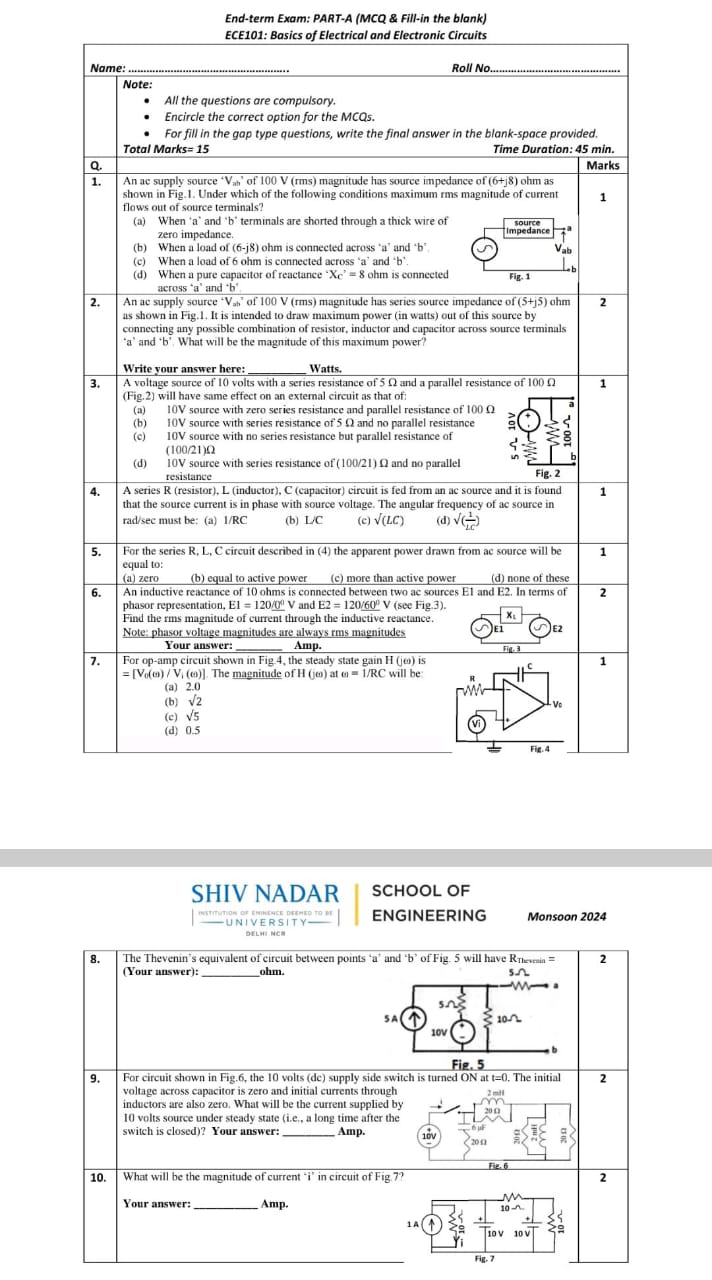 End-term Exam: PART-A (MCQ & Fill-in the blank)
ECE101: Basics of Electrical and Electronic Circuits
Name: ................................................ Roll No................................................
Note:
• All the questions are compulsory.
• Encircle the correct option for the MCQs.
• For fill in the gap type questions, write the final answer in the blank-space provided.
Total Marks= 15 Time Duration: 45 min.
Q. Marks
1. An ac supply source ‘Vab’ of 100 V (rms) magnitude has source impedance of (6+j8) ohm as 1
shown in Fig.1. Under which of the following conditions maximum rms magnitude of current
flows out of source terminals?
(a) When ‘a’ and ‘b’ terminals are shorted through a thick wire of
zero impedance.
(b) When a load of (6-j8) ohm is connected across ‘a’ and ‘b’.
(c) When a load of 6 ohm is connected across ‘a’ and ‘b’.
(d) When a pure capacitor of reactance ‘Xc’ = 8 ohm is connected
across ‘a’ and ‘b’.
source
Impedance
a
Vab
b
Fig. 1
2. An ac supply source ‘Vab’ of 100 V (rms) magnitude has series source impedance of (5+j5) ohm 2
as shown in Fig.1. It is intended to draw maximum power (in watts) out of this source by
connecting any possible combination of resistor, inductor and capacitor across source terminals
‘a’ and ‘b’. What will be the magnitude of this maximum power?
Write your answer here: _________ Watts.
3. A voltage source of 10 volts with a series resistance of 5 Ω and a parallel resistance of 100 Ω 1
(Fig.2) will have same effect on an external circuit as that of:
(a) 10V source with zero series resistance and parallel resistance of 100 Ω
(b) 10V source with series resistance of 5 Ω and no parallel resistance
(c) 10V source with no series resistance but parallel resistance of
(100/21)Ω
(d) 10V source with series resistance of (100/21) Ω and no parallel
resistance
5 Ω 10V
100 Ω
a
b
Fig. 2
4. A series R (resistor), L (inductor), C (capacitor) circuit is fed from an ac source and it is found 1
that the source current is in phase with source voltage. The angular frequency of ac source in
rad/sec must be: (a) 1/RC (b) L/C (c) √(LC) (d) √(1/LC)
5. For the series R, L, C circuit described in (4) the apparent power drawn from ac source will be 1
equal to:
(a) zero (b) equal to active power (c) more than active power (d) none of these
6. An inductive reactance of 10 ohms is connected between two ac sources E1 and E2. In terms of 2
phasor representation, E1 = 120/0⁰ V and E2 = 120/60⁰ V (see Fig.3).
Find the rms magnitude of current through the inductive reactance.
Note: phasor voltage magnitudes are always rms magnitudes
Your answer: _________ Amp.
XL
E1
E2
Fig. 3
7. For op-amp circuit shown in Fig.4, the steady state gain H (jω) is 1
= [V₀(ω) / Vᵢ (ω)]. The magnitude of H (jω) at ω = 1/RC will be:
(a) 2.0
(b) √2
(c) √5
(d) 0.5
C
R
Vo
Vi
Fig. 4
SHIV NADAR
INSTITUTION OF EMINENCE DEEMED TO BE
UNIVERSITY
DELHI NCR
SCHOOL OF
ENGINEERING
Monsoon 2024
8. The Thevenin’s equivalent of circuit between points ‘a’ and ‘b’ of Fig. 5 will have RThevenin = 2
(Your answer): _________ohm.
5Ω
a
5Ω
5A
10Ω
10V
b
Fig. 5
9. For circuit shown in Fig.6, the 10 volts (dc) supply side switch is turned ON at t=0. The initial 2
voltage across capacitor is zero and initial currents through
inductors are also zero. What will be the current supplied by
10 volts source under steady state (i.e., a long time after the
switch is closed)? Your answer: _________ Amp.
2 mH
20 Ω
6 μF
10V
20 Ω
20 Ω
2 mH
20 Ω
Fig. 6
10. What will be the magnitude of current ‘i’ in circuit of Fig.7? 2
Your answer: ___________ Amp.
10 Ω
1A
10 Ω
i
10 V
10 V
10 Ω
Fig. 7